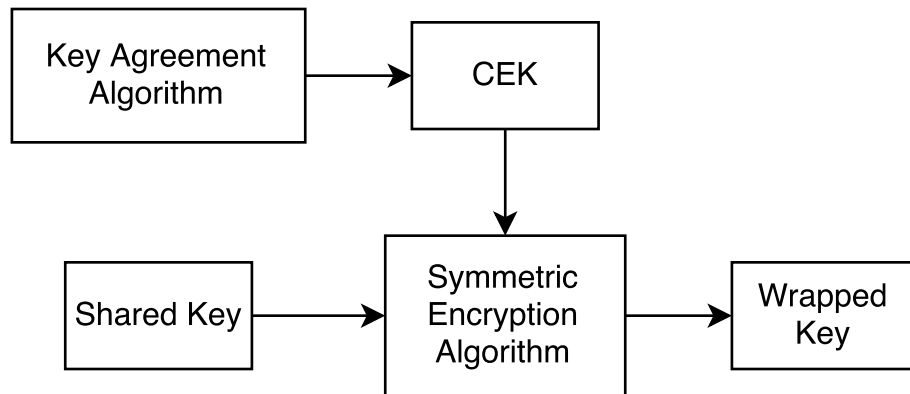 Key Agreement
Algorithm
CEK
Shared Key
Symmetric
Encryption
Algorithm
Wrapped
Key